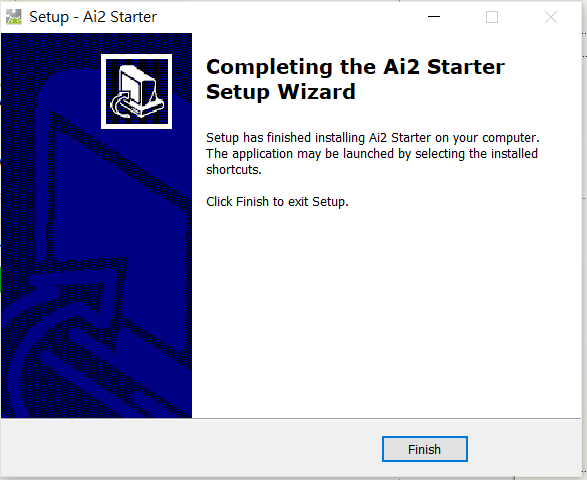 Setup - Ai2 Starter
Completing the Ai2 Starter
Setup Wizard
Setup has finished installing Ai2 Starter on your computer.
The application may be launched by selecting the installed
shortcuts.
Click Finish to exit Setup.
Finish